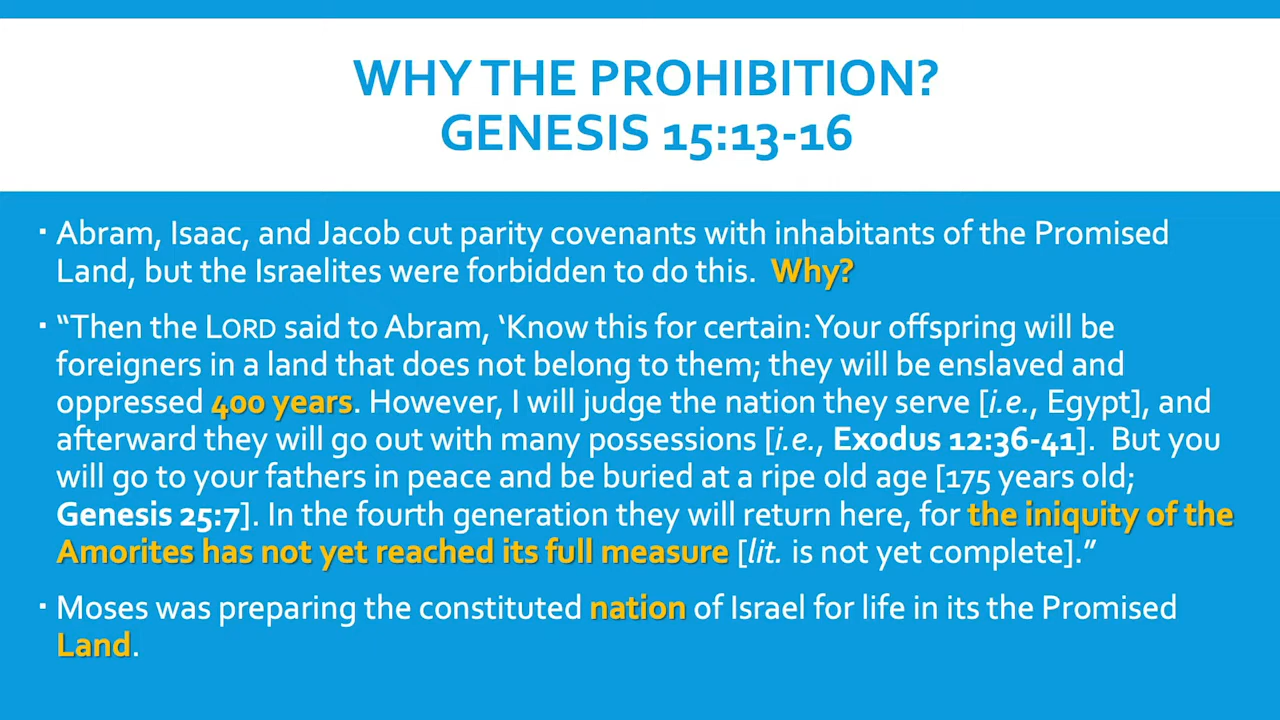 WHY THE PROHIBITION?
GENESIS 15:13-16
▪ Abram, Isaac, and Jacob cut parity covenants with inhabitants of the Promised
Land, but the Israelites were forbidden to do this.  Why?
▪ “Then the LORD said to Abram, ‘Know this for certain: Your offspring will be
foreigners in a land that does not belong to them; they will be enslaved and
oppressed 400 years. However, I will judge the nation they serve [i.e., Egypt], and
afterward they will go out with many possessions [i.e., Exodus 12:36-41].  But you
will go to your fathers in peace and be buried at a ripe old age [175 years old;
Genesis 25:7]. In the fourth generation they will return here, for the iniquity of the
Amorites has not yet reached its full measure [lit. is not yet complete].”
▪ Moses was preparing the constituted nation of Israel for life in its the Promised
Land.